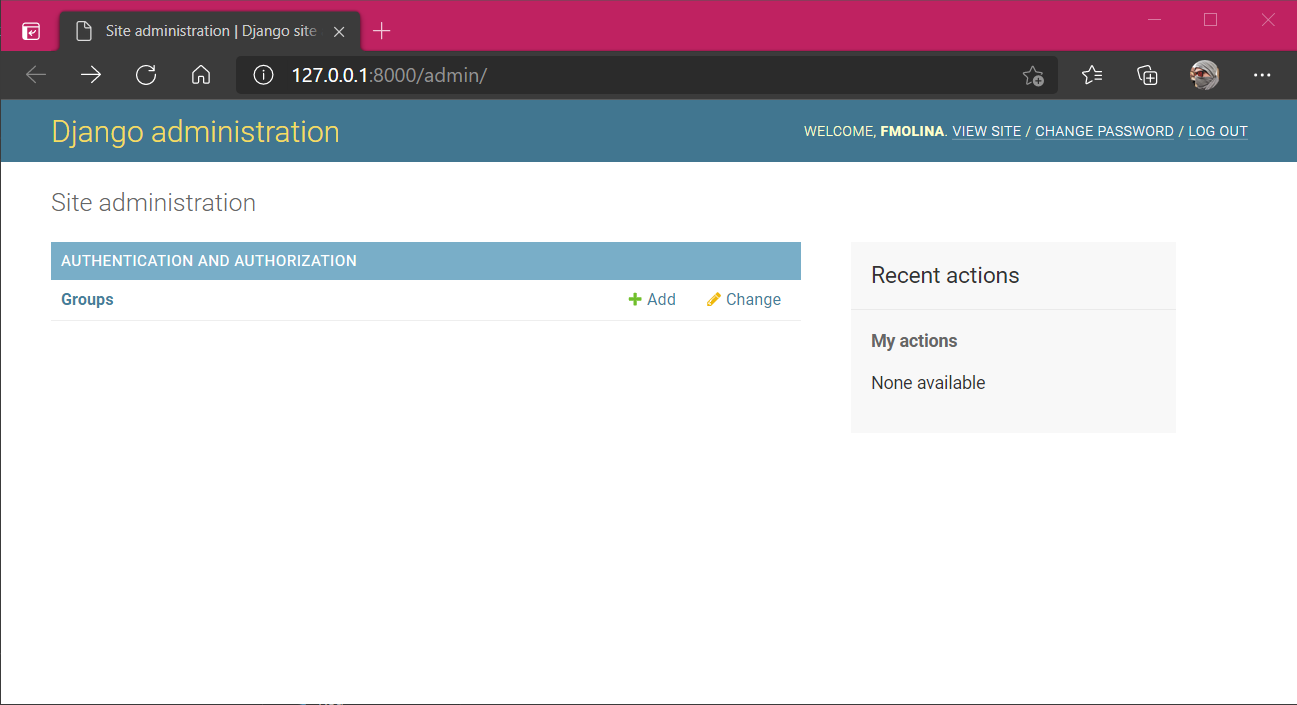 Site administration | Django site
127.0.0.1:8000/admin/
Django administration
WELCOME, FMOLINA. VIEW SITE / CHANGE PASSWORD / LOG OUT
Site administration
AUTHENTICATION AND AUTHORIZATION
Groups Add Change
Recent actions
My actions
None available